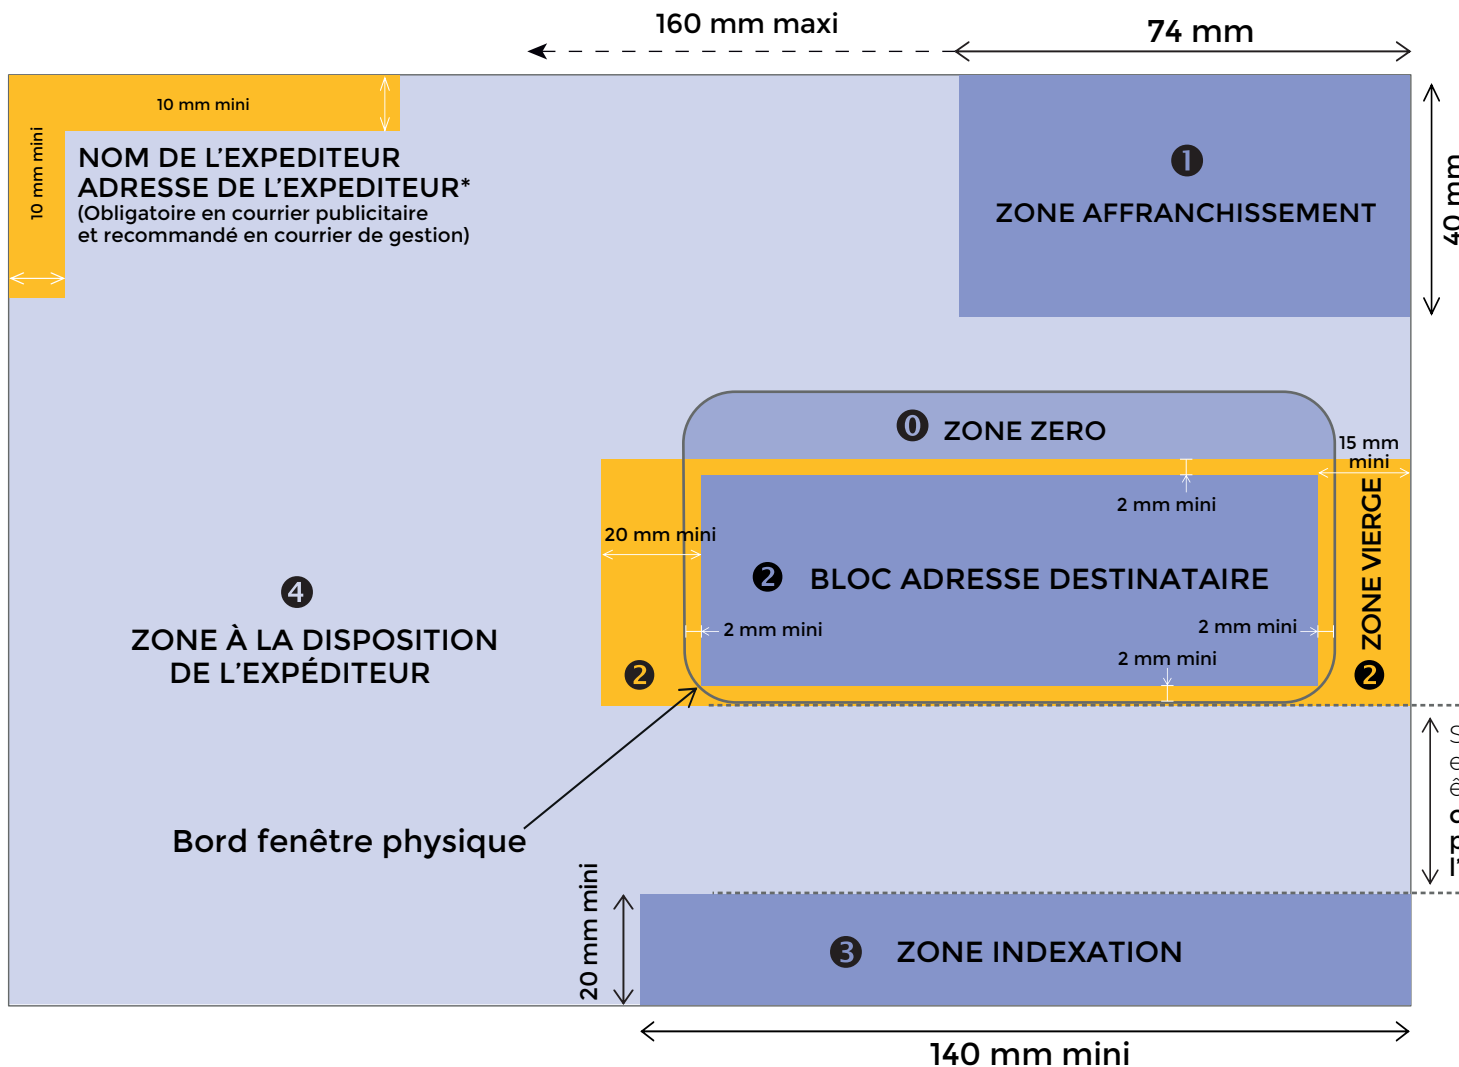 160 mm maxi
74 mm
10 mm mini
10 mm mini
NOM DE L'EXPEDITEUR
ADRESSE DE L'EXPEDITEUR*
(Obligatoire en courrier publicitaire
et recommandé en courrier de gestion)
1
ZONE AFFRANCHISSEMENT
40 mm
0 ZONE ZERO
15 mm
mini
2 mm mini
20 mm mini
ZONE VIERGE
2 BLOC ADRESSE DESTINATAIRE
4
ZONE À LA DISPOSITION
DE L'EXPÉDITEUR
2 mm mini
2 mm mini
2 mm mini
2
2
Bord fenêtre physique
20 mm mini
3 ZONE INDEXATION
140 mm mini